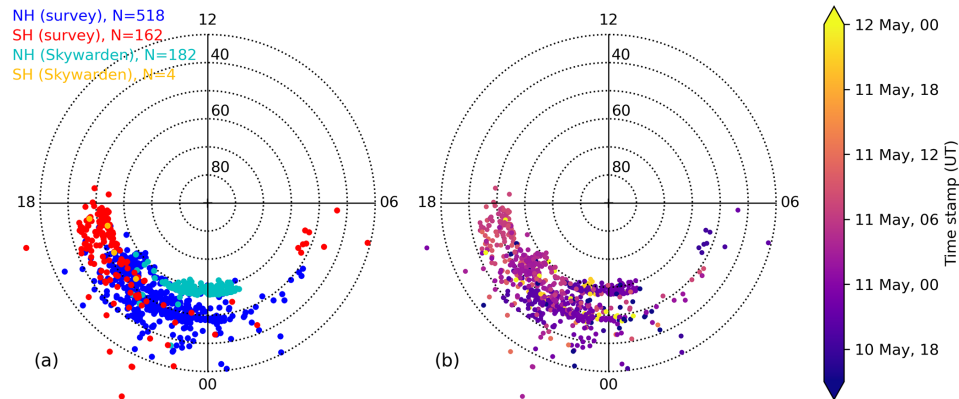 NH (survey), N=518
SH (survey), N=162
NH (Skywarden), N=182
SH (Skywarden), N=4
12
40
60
80
18
06
00
(a)
12
40
60
80
18
06
00
(b)
12 May, 00
11 May, 18
11 May, 12
11 May, 06
11 May, 00
10 May, 18
Time stamp (UT)